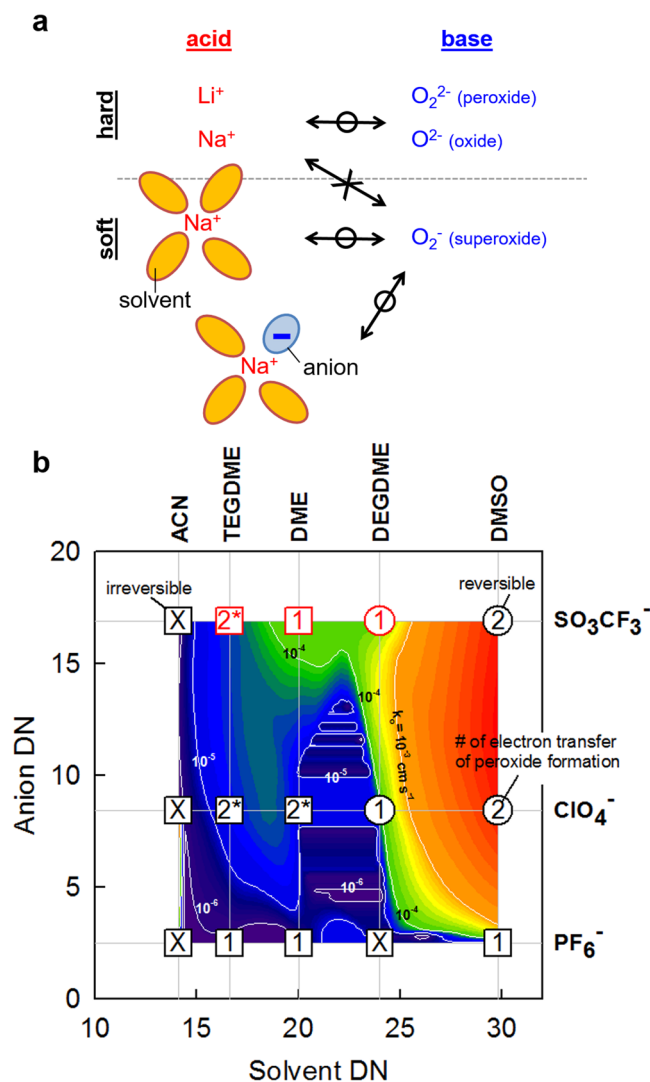 a
acid base
hard
Li⁺ O₂²⁻ (peroxide)
Na⁺ O²⁻ (oxide)
soft
Na⁺ O₂⁻ (superoxide)
solvent
Na⁺ anion
b
ACN TEGDME DME DEGDME DMSO
20
irreversible reversible
X 2* 1 1 2 SO₃CF₃⁻
10⁻⁴
15
10⁻⁴
kₒ = 10⁻³ cm s⁻¹
# of electron transfer
of peroxide formation
10⁻⁵ 10⁻⁵
10
Anion DN
X 2* 2* 1 2 ClO₄⁻
5
10⁻⁶ 10⁻⁶ 10⁻⁴
X 1 1 X 1 PF₆⁻
0
10 15 20 25 30
Solvent DN